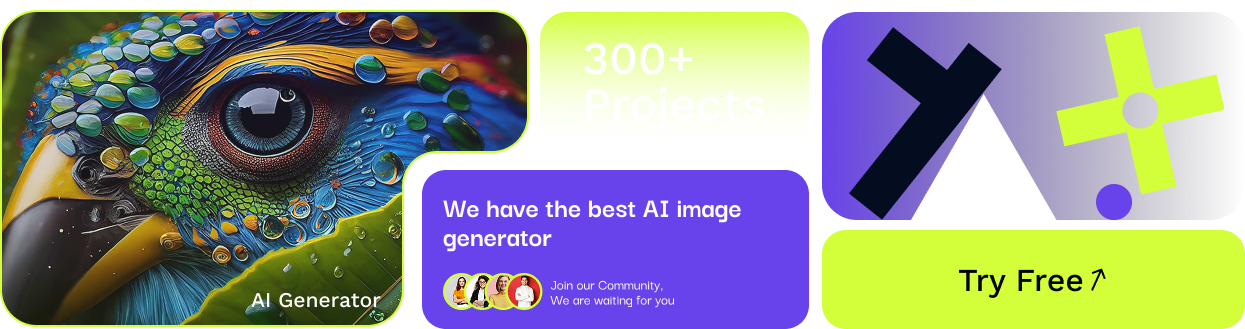 AI Generator
300+
Projects
We have the best AI image
generator
Join our Community,
We are waiting for you
Try Free